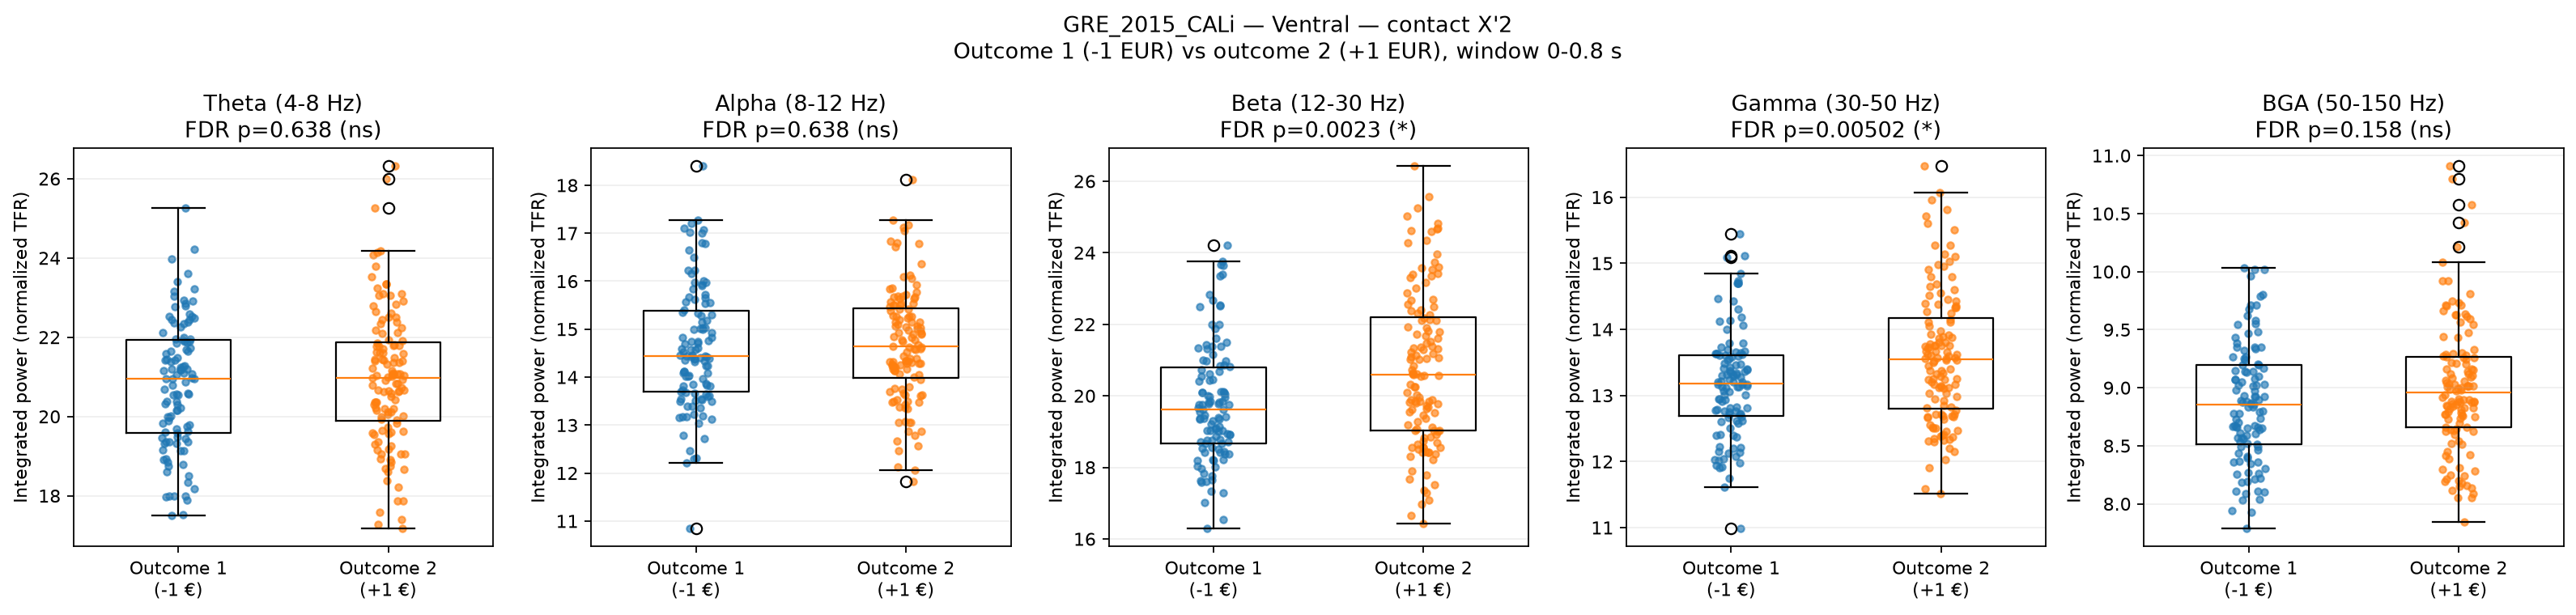 GRE_2015_CALi — Ventral — contact X'2
Outcome 1 (-1 EUR) vs outcome 2 (+1 EUR), window 0-0.8 s
Theta (4-8 Hz)
FDR p=0.638 (ns)
Integrated power (normalized TFR)
26
24
22
20
18
Outcome 1
(-1 €)
Outcome 2
(+1 €)
Alpha (8-12 Hz)
FDR p=0.638 (ns)
Integrated power (normalized TFR)
18
17
16
15
14
13
12
11
Outcome 1
(-1 €)
Outcome 2
(+1 €)
Beta (12-30 Hz)
FDR p=0.0023 (*)
Integrated power (normalized TFR)
26
24
22
20
18
16
Outcome 1
(-1 €)
Outcome 2
(+1 €)
Gamma (30-50 Hz)
FDR p=0.00502 (*)
Integrated power (normalized TFR)
16
15
14
13
12
11
Outcome 1
(-1 €)
Outcome 2
(+1 €)
BGA (50-150 Hz)
FDR p=0.158 (ns)
Integrated power (normalized TFR)
11.0
10.5
10.0
9.5
9.0
8.5
8.0
Outcome 1
(-1 €)
Outcome 2
(+1 €)